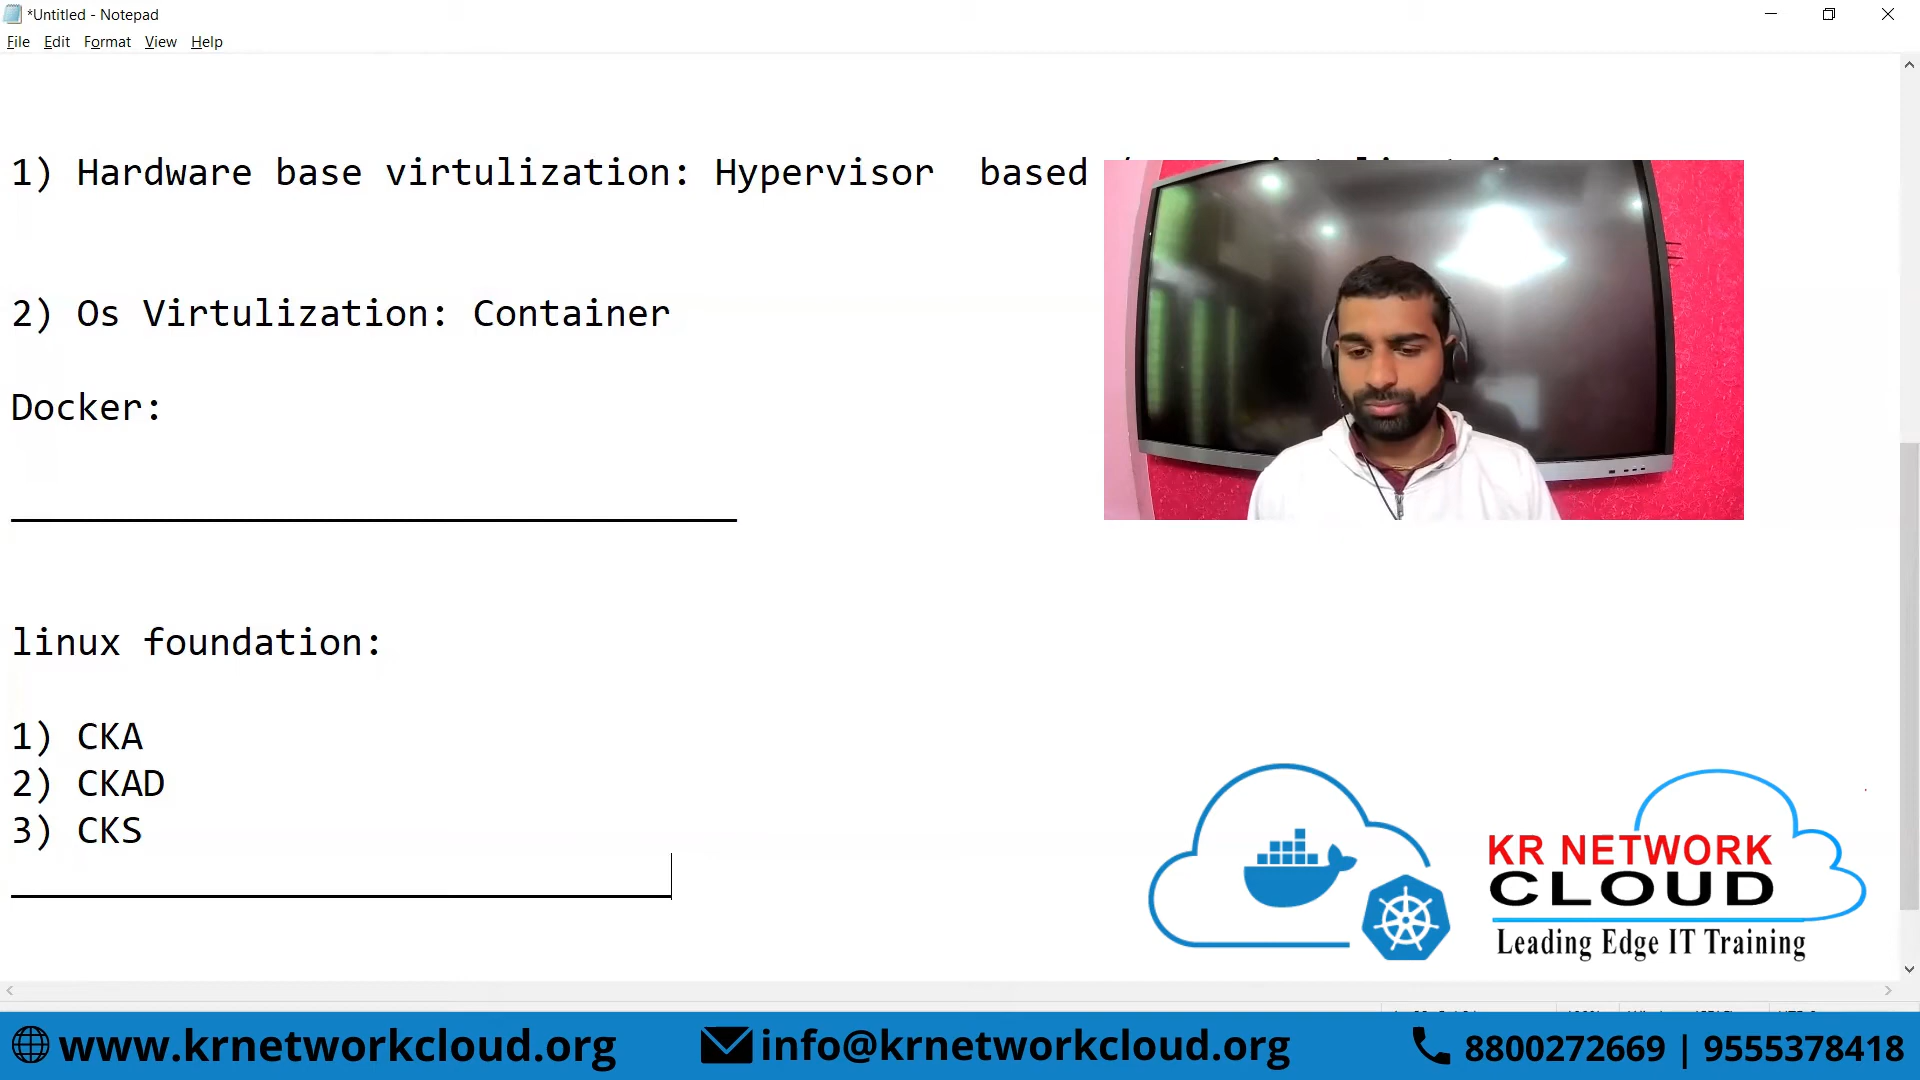 *Untitled - Notepad
File Edit Format View Help
1) Hardware base virtulization: Hypervisor  based
2) Os Virtulization: Container
Docker:
linux foundation:
1) CKA
2) CKAD
3) CKS
KR NETWORK
CLOUD
Leading Edge IT Training
www.krnetworkcloud.org info@krnetworkcloud.org 8800272669 | 9555378418